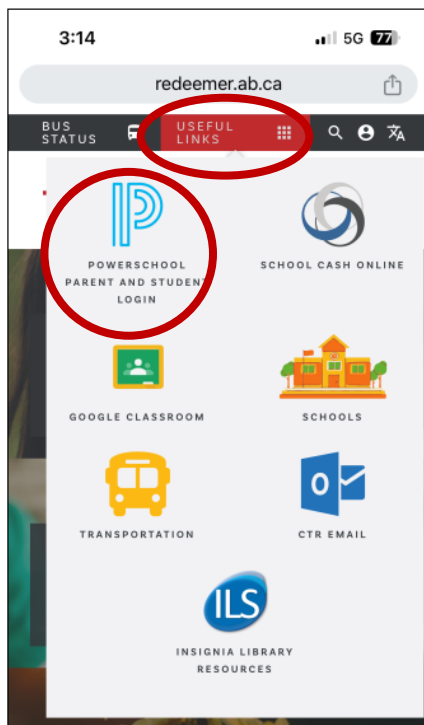 3:14 5G 77
redeemer.ab.ca
BUS STATUS
USEFUL LINKS
POWERSCHOOL
PARENT AND STUDENT
LOGIN
SCHOOL CASH ONLINE
GOOGLE CLASSROOM
SCHOOLS
TRANSPORTATION
O
CTR EMAIL
ILS
INSIGNIA LIBRARY
RESOURCES